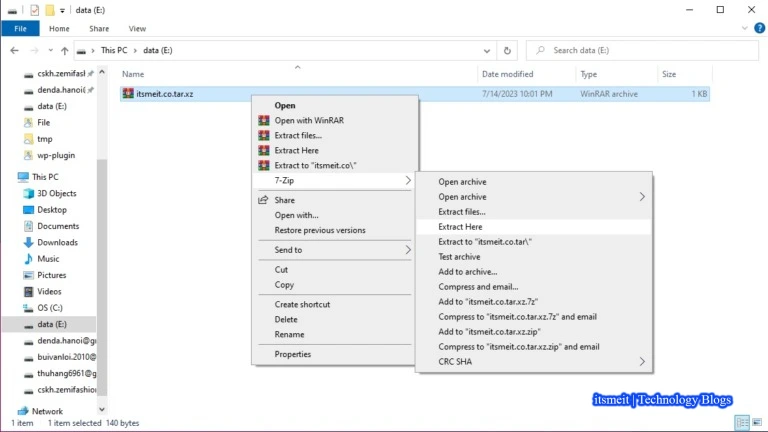 data (E:)
File
Home
Share
View
This PC
data (E:)
Search data (E:)
Name
Date modified
Type
Size
itsmeit.co.tar.xz
7/14/2023 10:01 PM
WinRAR archive
1 KB
cskh.zemifash
denda.hanoi@
data (E:)
File
tmp
wp-plugin
This PC
3D Objects
Desktop
Documents
Downloads
Music
Pictures
Videos
OS (C:)
data (E:)
denda.hanoi@g
buivanloi.2010@
thuhang6961@g
cskh.zemifashion
Network
Open
Open with WinRAR
Extract files...
Extract Here
Extract to "itsmeit.co\"
7-Zip
Share
Open with...
Restore previous versions
Send to
Cut
Copy
Create shortcut
Delete
Rename
Properties
Open archive
Open archive
Extract files...
Extract Here
Extract to "itsmeit.co.tar\"
Test archive
Add to archive...
Compress and email...
Add to "itsmeit.co.tar.xz.7z"
Compress to "itsmeit.co.tar.xz.7z" and email
Add to "itsmeit.co.tar.xz.zip"
Compress to "itsmeit.co.tar.xz.zip" and email
CRC SHA
itsmeit | Technology Blogs
1 item
1 item selected
140 bytes